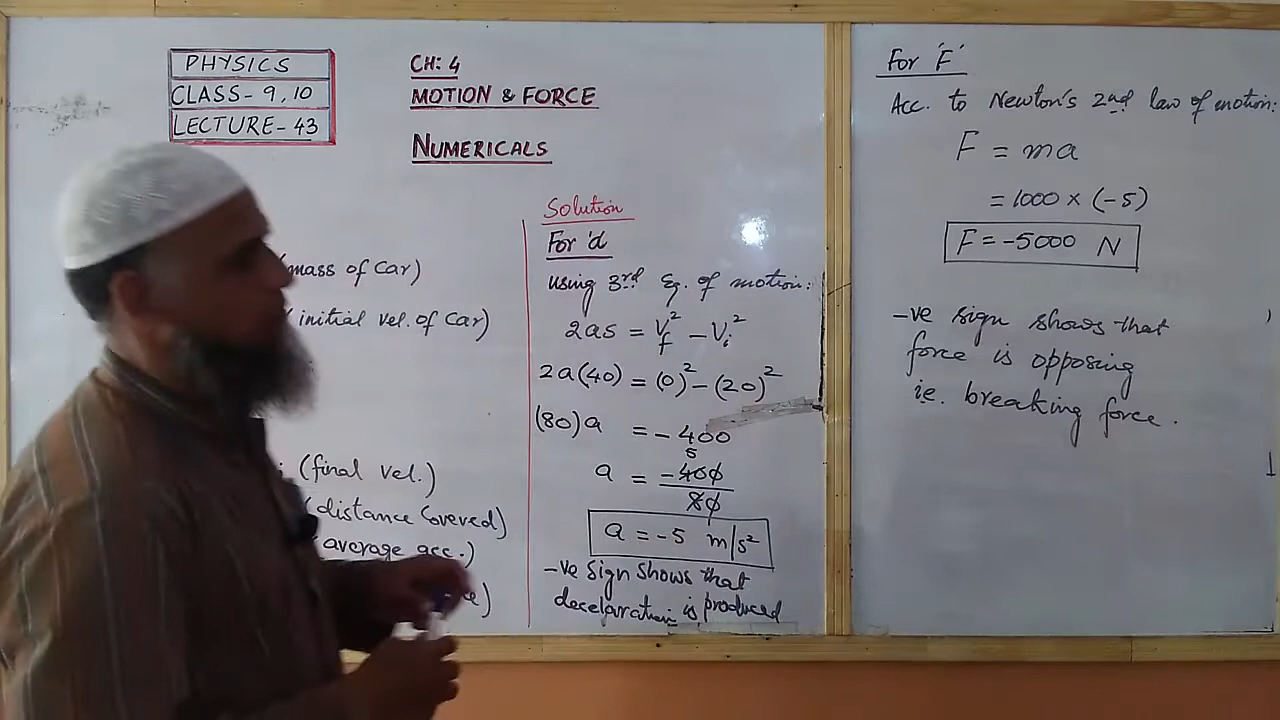 PHYSICS
CLASS-9,10
LECTURE-43
CH: 4
MOTION & FORCE
NUMERICALS
(mass of Car)
(initial vel. of Car)
(final vel.)
(distance Covered)
average acc.)
Solution
For 'd
using 3rd Eq. of motion:
2as = Vf² - Vi²
2a(40) = (0)² - (20)²
(80)a = -400
5
a = -400
80
a = -5 m/s²
-ve sign shows that
decelaration is produced
For 'F'
Acc. to Newton's 2nd law of motion:
F = ma
= 1000 × (-5)
F = -5000 N
-ve sign shows that
force is opposing
i.e. breaking force.